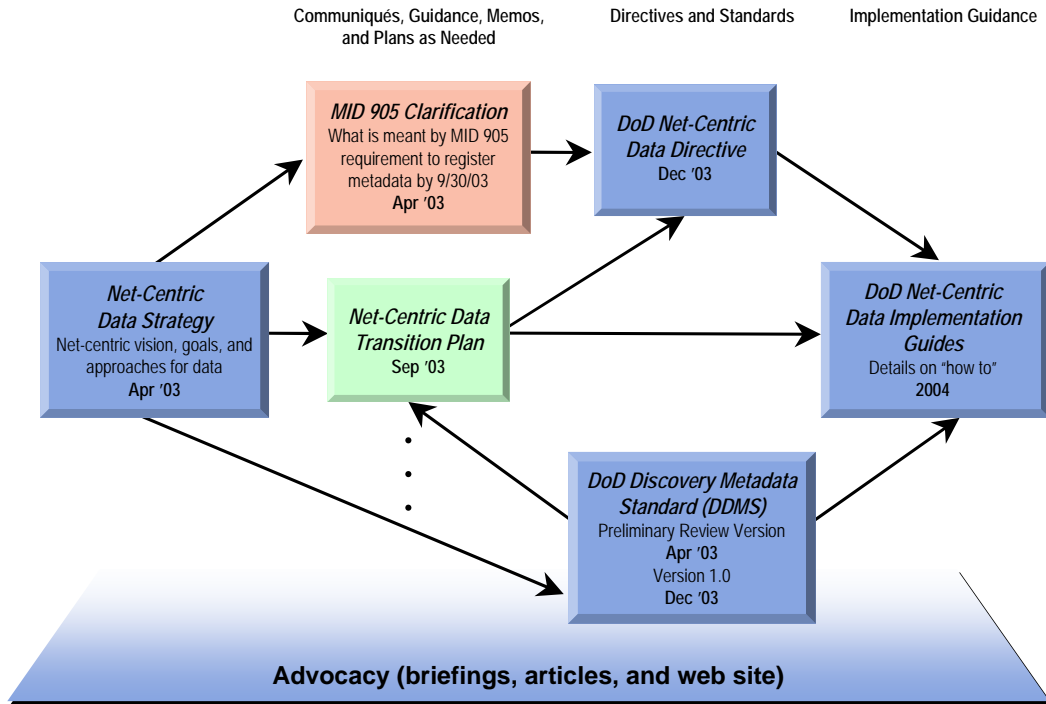 Communiqués, Guidance, Memos,
and Plans as Needed
Directives and Standards
Implementation Guidance
MID 905 Clarification
What is meant by MID 905
requirement to register
metadata by 9/30/03
Apr '03
DoD Net-Centric
Data Directive
Dec '03
Net-Centric
Data Strategy
Net-centric vision, goals, and
approaches for data
Apr '03
Net-Centric Data
Transition Plan
Sep '03
DoD Net-Centric
Data Implementation
Guides
Details on "how to"
2004
DoD Discovery Metadata
Standard (DDMS)
Preliminary Review Version
Apr '03
Version 1.0
Dec '03
Advocacy (briefings, articles, and web site)